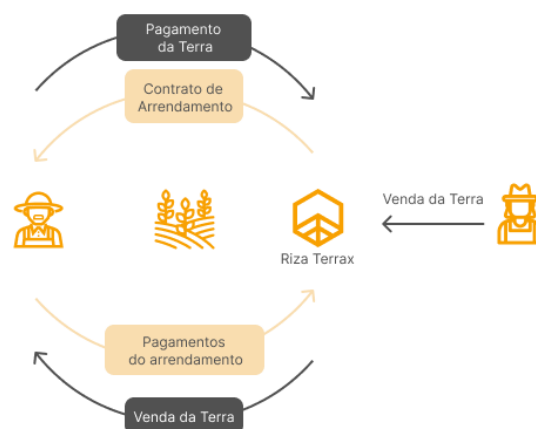 Pagamento
da Terra
Contrato de
Arrendamento
Venda da Terra
Riza Terrax
Pagamentos
do arrendamento
Venda da Terra